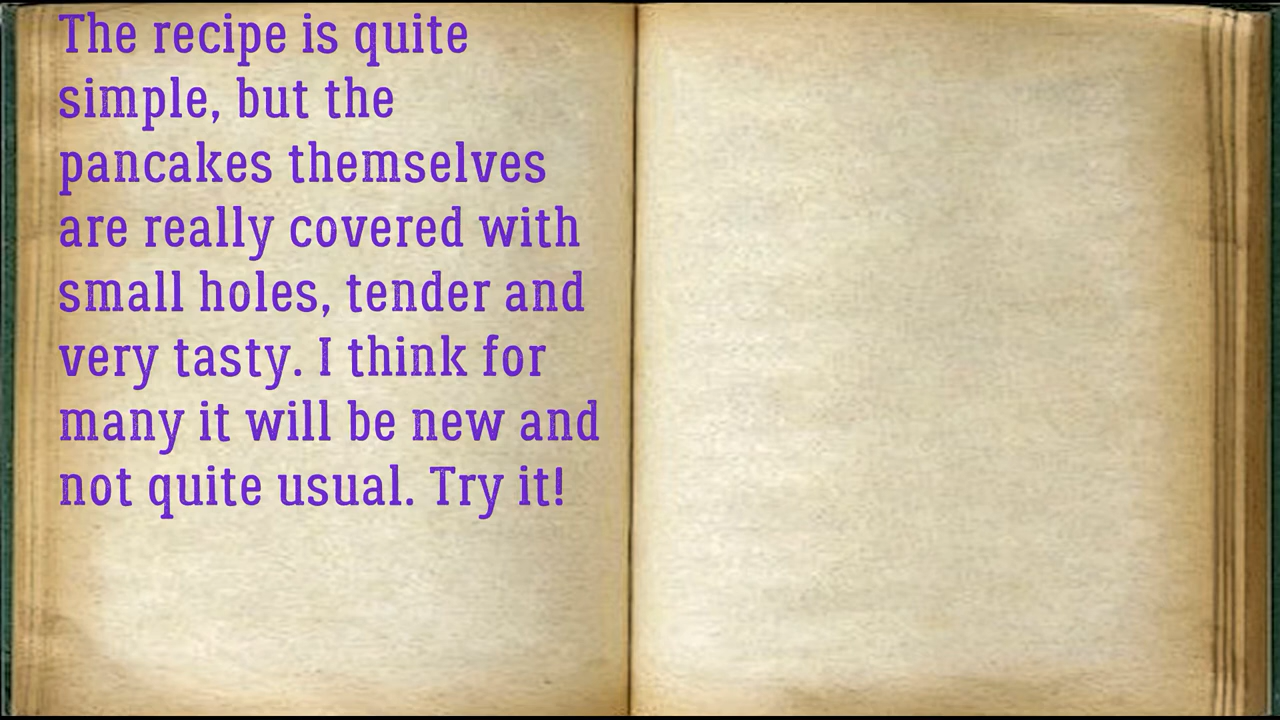 The recipe is quite
simple, but the
pancakes themselves
are really covered with
small holes, tender and
very tasty. I think for
many it will be new and
not quite usual. Try it!